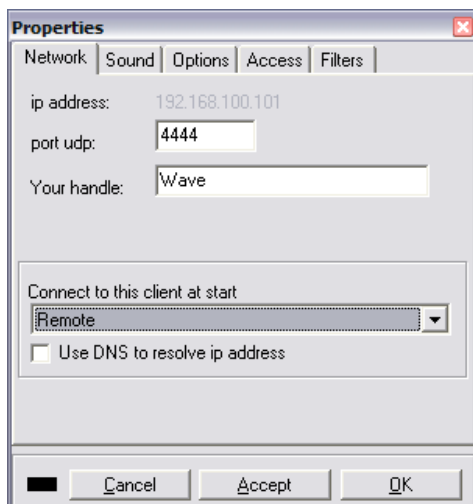 Properties
Network Sound Options Access Filters
ip address: 192.168.100.101
port udp: 4444
Your handle: Wave
Connect to this client at start
Remote
Use DNS to resolve ip address
Cancel Accept OK